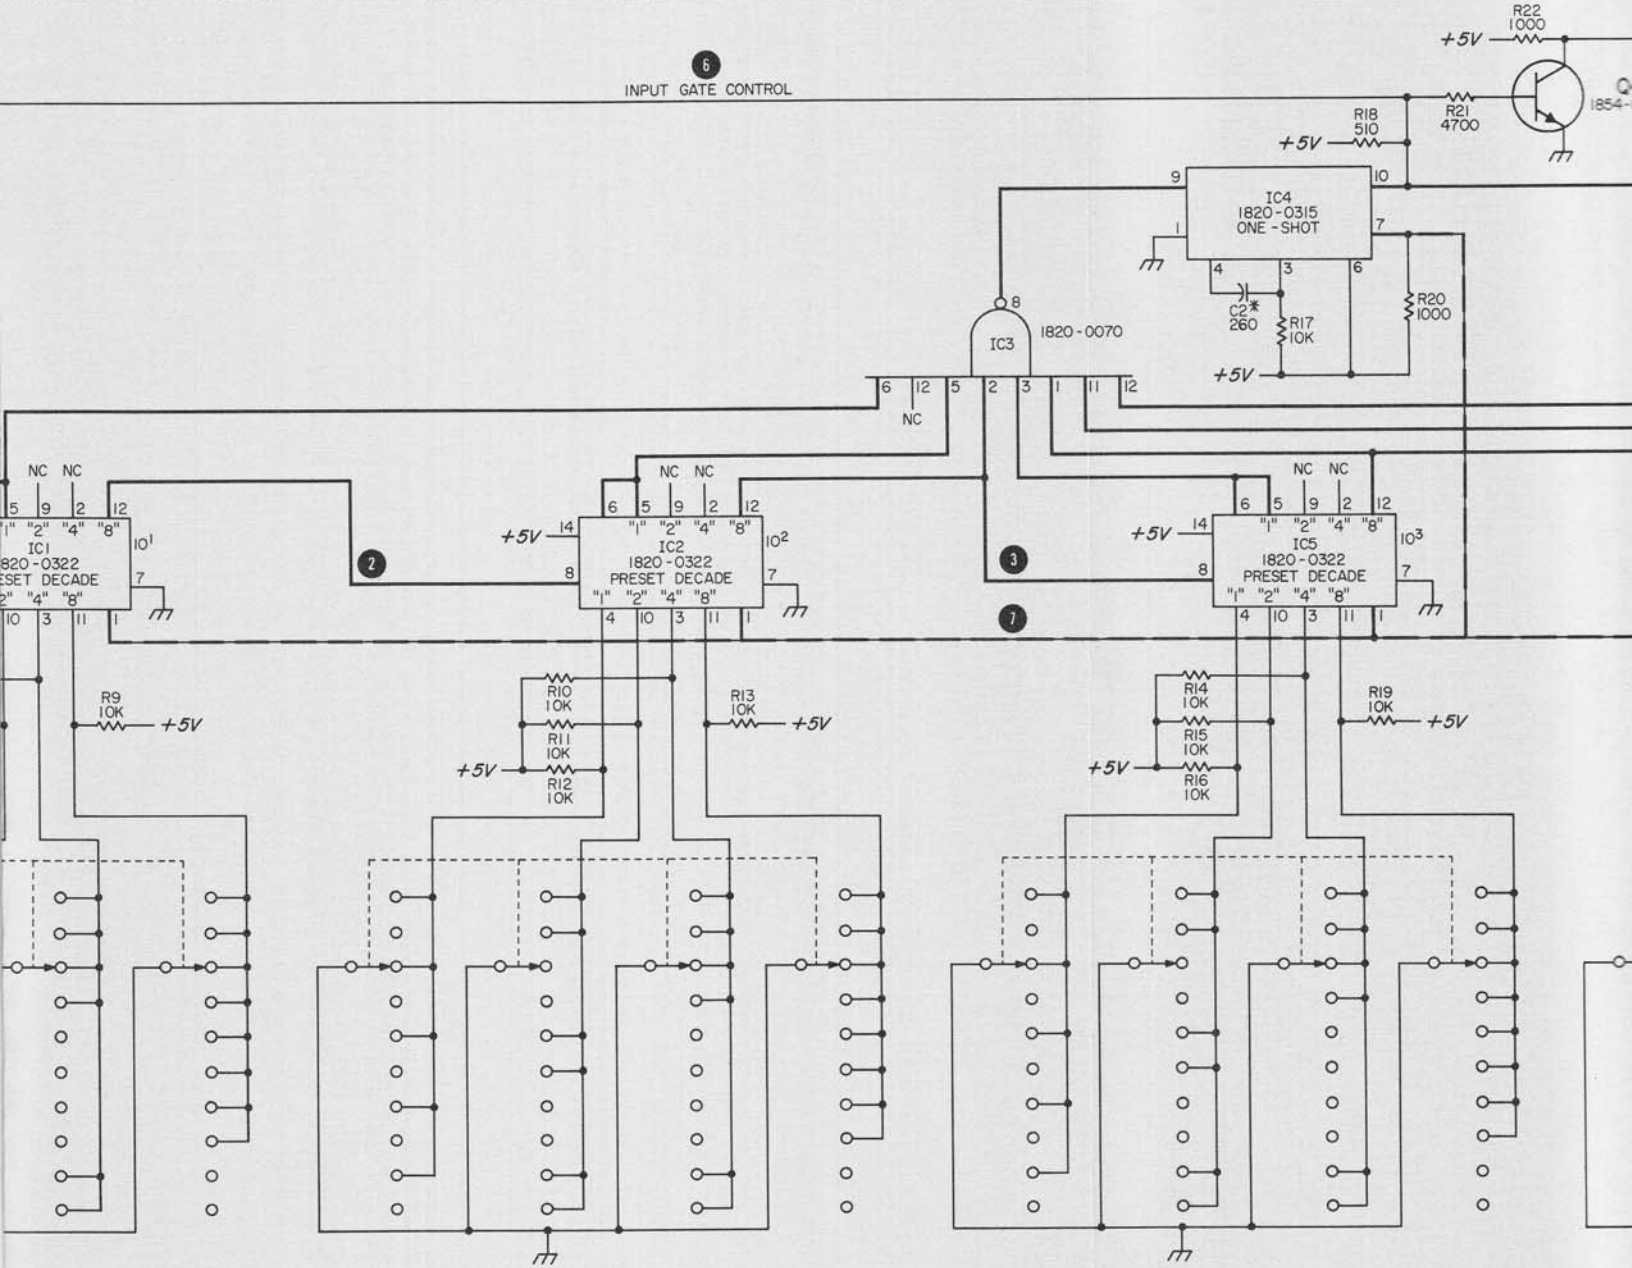 R22
1000
+5V
6
INPUT GATE CONTROL
R18
510
+5V
R21
4700
1854-
9
10
IC4
1820-0315
ONE-SHOT
1
7
4
3
6
C2*
260
R17
10K
R20
1000
+5V
8
IC3
1820-0070
6
12
5
2
3
1
11
12
NC
NC NC
5 9 2 12
"1" "2" "4" "8"
IC1
820-0322
ESET DECADE
10¹
7
2" "4" "8"
10 3 11 1
2
NC NC
6 5 9 2 12
+5V 14
"1" "2" "4" "8"
IC2
1820-0322
PRESET DECADE
10²
8
7
"1" "2" "4" "8"
4 10 3 11 1
3
7
NC NC
6 5 9 2 12
+5V 14
"1" "2" "4" "8"
IC5
1820-0322
PRESET DECADE
10³
8
7
"1" "2" "4" "8"
4 10 3 11 1
R9
10K
+5V
R10
10K
R11
10K
+5V
R12
10K
R13
10K
+5V
R14
10K
R15
10K
+5V
R16
10K
R19
10K
+5V